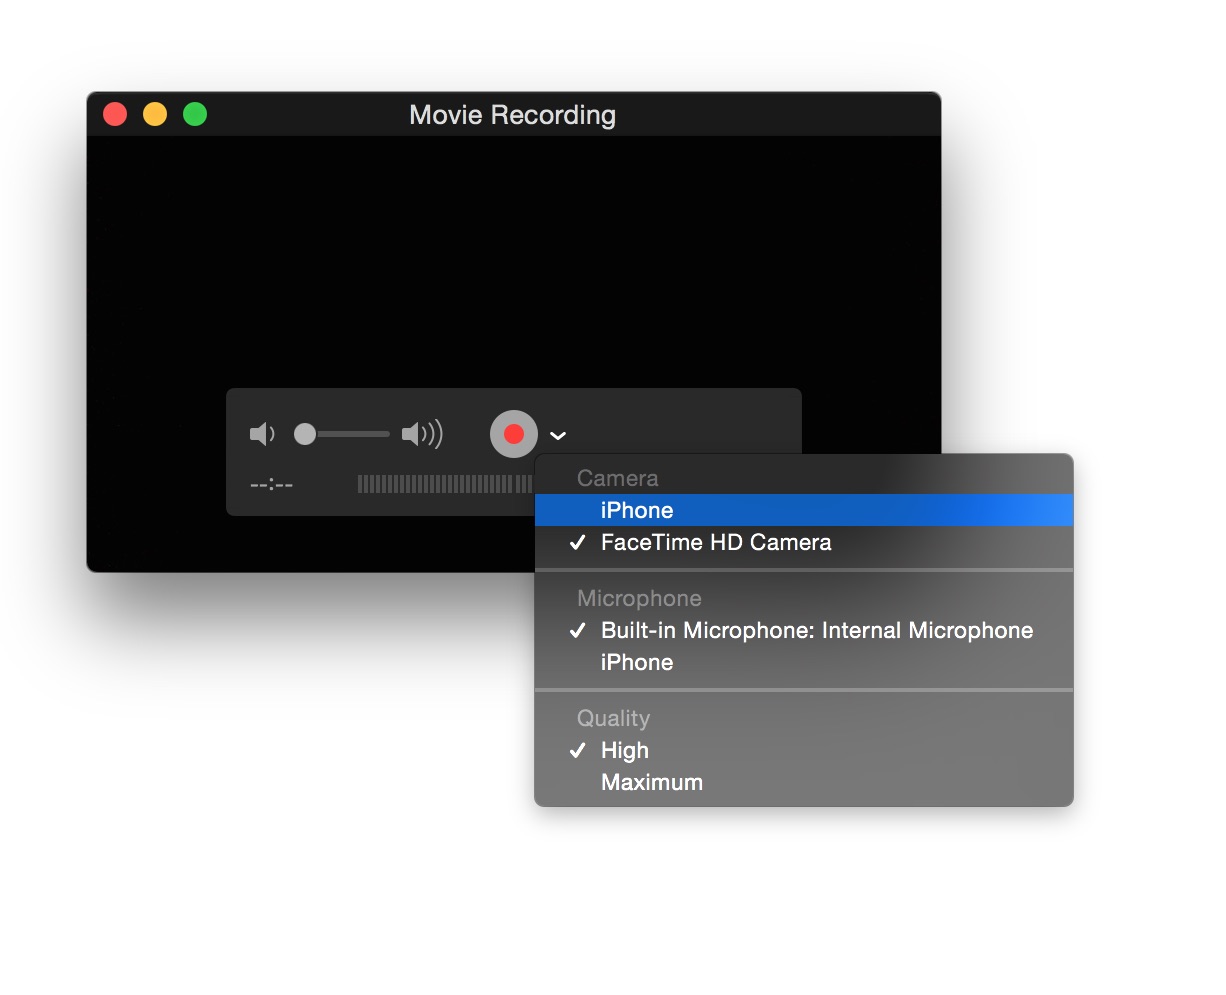 Movie Recording
--:--
Camera
iPhone
✓ FaceTime HD Camera
Microphone
✓ Built-in Microphone: Internal Microphone
iPhone
Quality
✓ High
Maximum